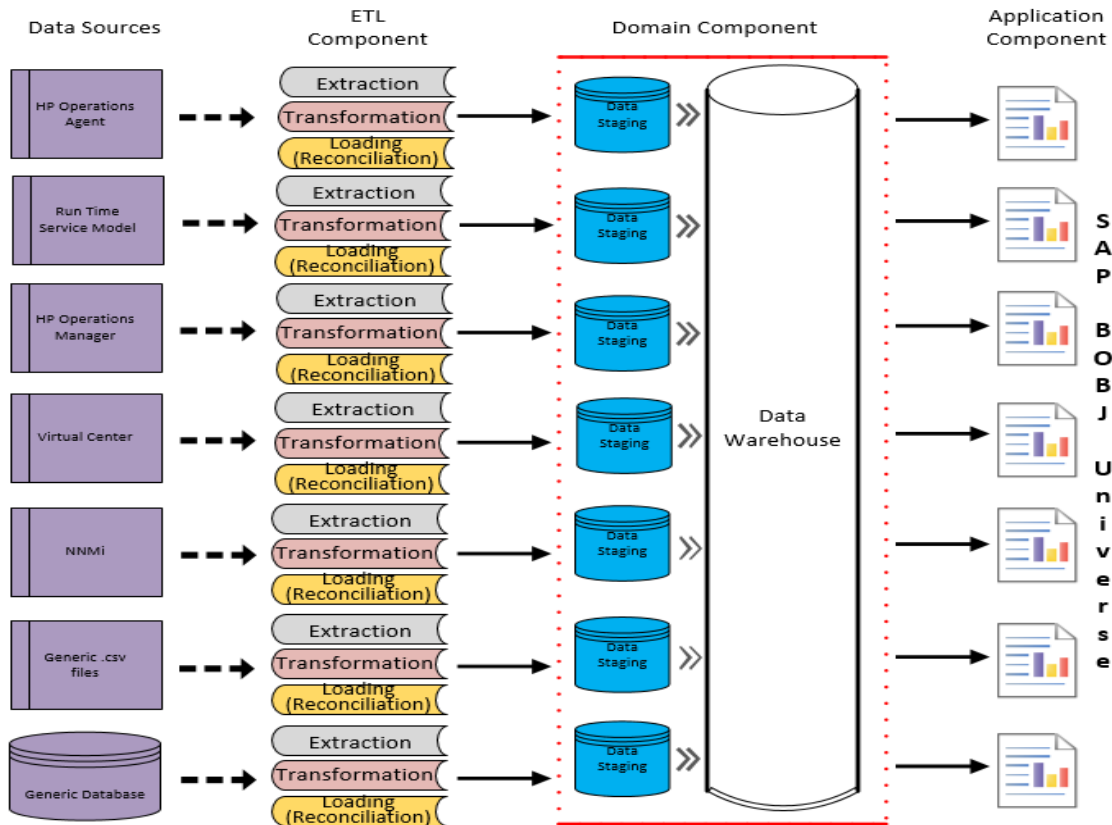 Data Sources
ETL
Component
Domain Component
Application
Component
HP Operations
Agent
Extraction
Transformation
Loading
(Reconciliation)
Data
Staging
Run Time
Service Model
Extraction
Transformation
Loading
(Reconciliation)
Data
Staging
HP Operations
Manager
Extraction
Transformation
Loading
(Reconciliation)
Data
Staging
Virtual Center
Extraction
Transformation
Loading
(Reconciliation)
Data
Staging
NNMi
Extraction
Transformation
Loading
(Reconciliation)
Data
Staging
Generic .csv
files
Extraction
Transformation
Loading
(Reconciliation)
Data
Staging
Generic Database
Extraction
Transformation
Loading
(Reconciliation)
Data
Staging
Data
Warehouse
SAP BOBJ Universe